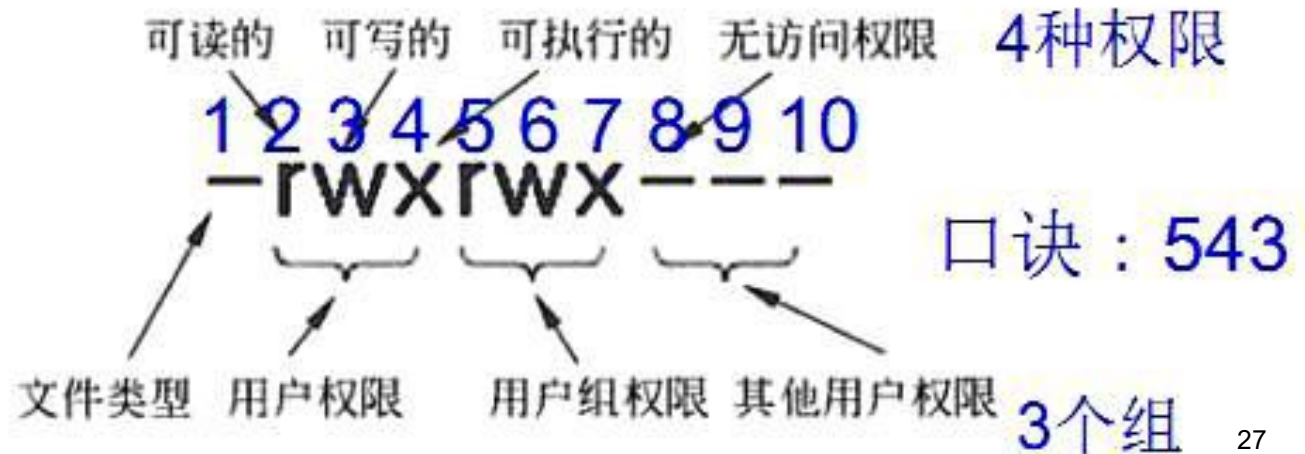 可读的 可写的 可执行的 无访问权限 4种权限
1 2 3 4 5 6 7 8 9 10
-rwxrwx---
口诀：543
文件类型 用户权限 用户组权限 其他用户权限 3个组 27